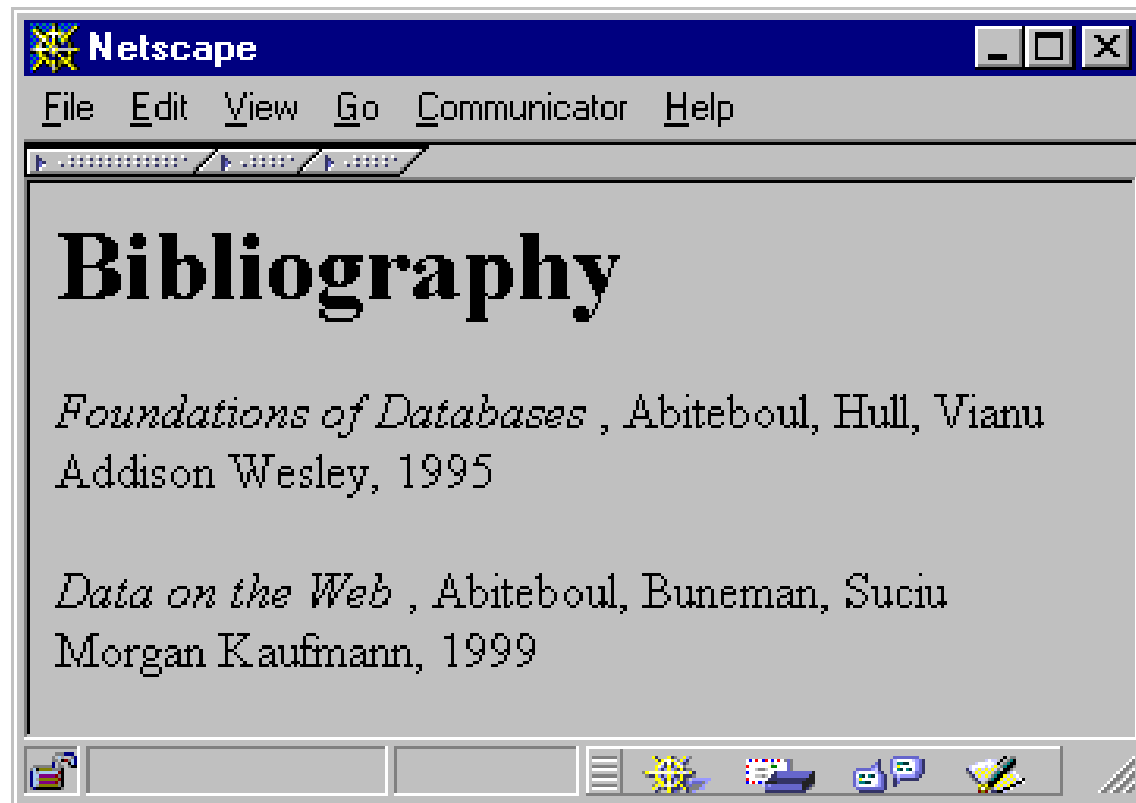 Netscape
File Edit View Go Communicator Help
Bibliography
Foundations of Databases , Abiteboul, Hull, Vianu
Addison Wesley, 1995
Data on the Web , Abiteboul, Buneman, Suciu
Morgan Kaufmann, 1999